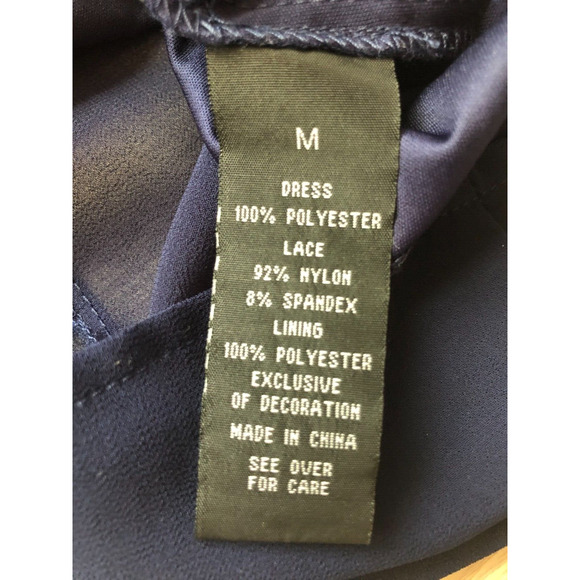 M
DRESS
100% POLYESTER
LACE
92% NYLON
8% SPANDEX
LINING
100% POLYESTER
EXCLUSIVE
OF DECORATION
MADE IN CHINA
SEE OVER
FOR CARE